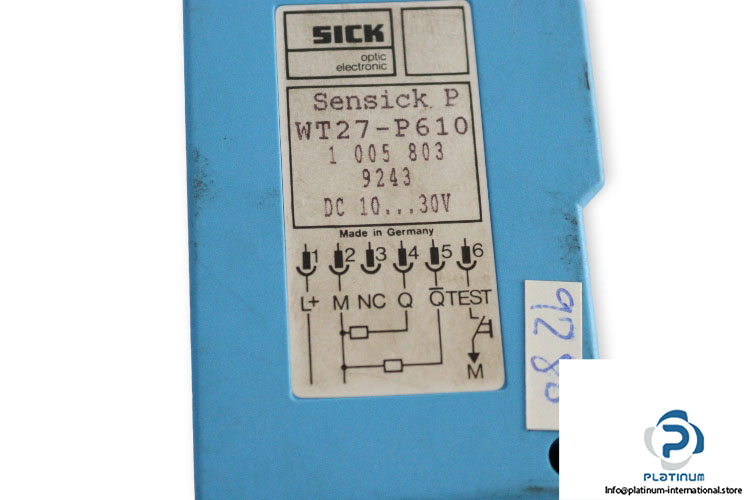 SICK
optic
electronic
Sensick P
WT27-P610
1 005 803
9243
DC 10...30V
Made in Germany
1 2 3 4 5 6
L+ M NC Q Q̅ TEST
M
PLATINUM
Info@platinum-international.store